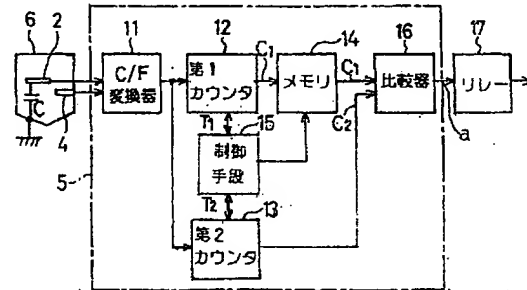 6
2
C
4
5
11
C/F
変換器
12
第1
カウンタ
C1
14
メモリ
C1
C2
16
比較器
a
17
リレー
T1
15
制御
手段
T2
13
第2
カウンタ